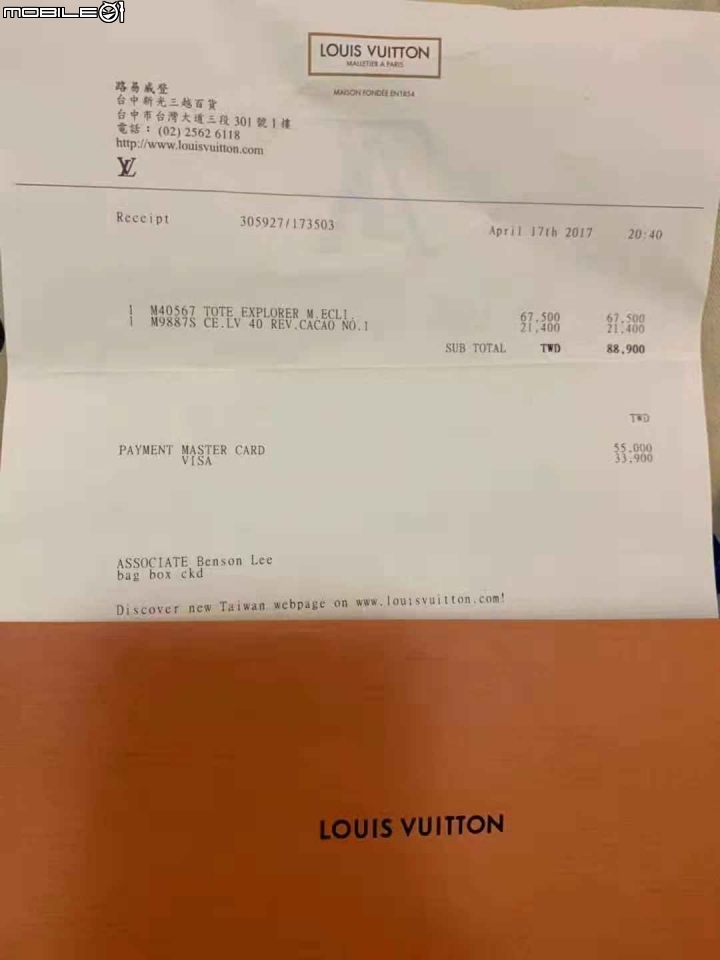 MOBILE01
LOUIS VUITTON
MALLETIER A PARIS
MAISON FONDÉE EN 1854
路易威登
台中新光三越百貨
台中市台灣大道三段 301 號 1 樓
電話： (02) 2562 6118
http://www.louisvuitton.com
LV
Receipt 305927/173503 April 17th 2017 20:40
1 M40567 TOTE EXPLORER M.ECLI. 67,500 67,500
1 M9887S CE.LV 40 REV.CACAO NO.1 21,400 21,400
SUB TOTAL TWD 88,900
TWD
PAYMENT MASTER CARD 55,000
VISA 33,900
ASSOCIATE Benson Lee
bag box ckd
Discover new Taiwan webpage on www.louisvuitton.com!
LOUIS VUITTON